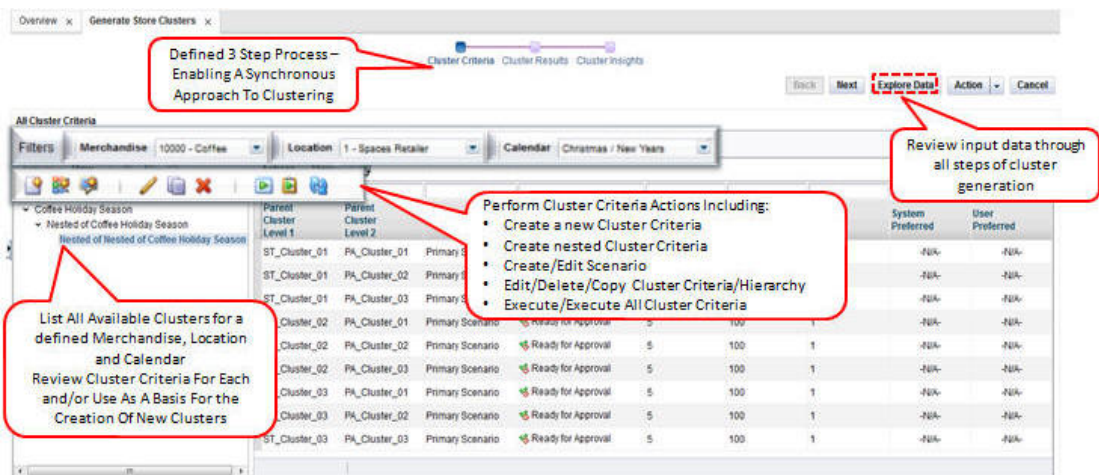 Overview x
Generate Store Clusters x
Defined 3 Step Process –
Enabling A Synchronous
Approach To Clustering
Cluster Criteria Cluster Results Cluster Insights
Back Next Explore Data Action Cancel
All Cluster Criteria
Filters Merchandise 10000 - Coffee Location 1 - Spaces Retailer Calendar Christmas / New Years
Review input data through
all steps of cluster
generation
Perform Cluster Criteria Actions Including:
• Create a new Cluster Criteria
• Create nested Cluster Criteria
• Create/Edit Scenario
• Edit/Delete/Copy Cluster Criteria/Hierarchy
• Execute/Execute All Cluster Criteria
Coffee Holiday Season
Nested of Coffee Holiday Season
Nested of Nested of Coffee Holiday Season
List All Available Clusters for a
defined Merchandise, Location
and Calendar
Review Cluster Criteria For Each
and/or Use As A Basis For the
Creation Of New Clusters
Parent Cluster Level 1
Parent Cluster Level 2
System Preferred
User Preferred
ST_Cluster_01 PA_Cluster_01 Primary -N/A- -N/A-
ST_Cluster_01 PA_Cluster_02 Primary -N/A- -N/A-
ST_Cluster_01 PA_Cluster_03 Primary -N/A- -N/A-
_Cluster_02 PA_Cluster_01 Primary Scenario Ready for Approval 5 100 1 -N/A- -N/A-
_Cluster_02 PA_Cluster_02 Primary Scenario Ready for Approval 5 100 1 -N/A- -N/A-
_Cluster_02 PA_Cluster_03 Primary Scenario Ready for Approval 5 100 1 -N/A- -N/A-
_Cluster_03 PA_Cluster_01 Primary Scenario Ready for Approval 5 100 1 -N/A- -N/A-
_Cluster_03 PA_Cluster_02 Primary Scenario Ready for Approval 5 100 1 -N/A- -N/A-
ST_Cluster_03 PA_Cluster_03 Primary Scenario Ready for Approval 5 100 1 -N/A- -N/A-